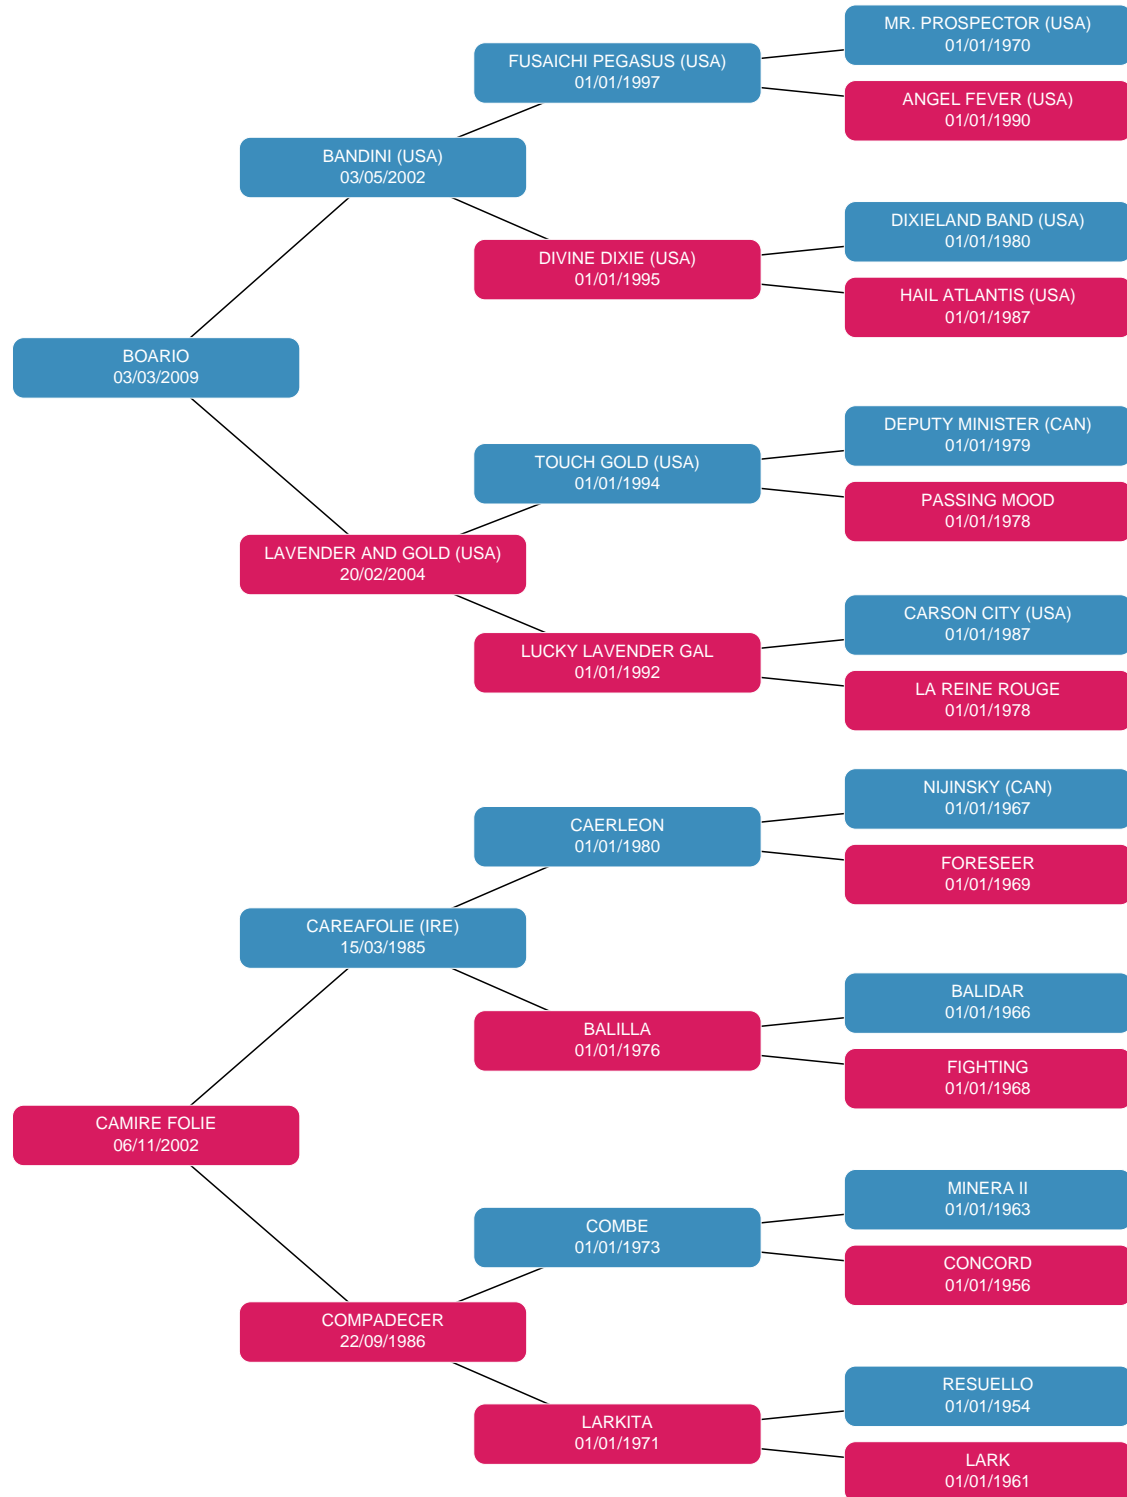 MR. PROSPECTOR (USA)
01/01/1970
FUSAICHI PEGASUS (USA)
01/01/1997
ANGEL FEVER (USA)
01/01/1990
BANDINI (USA)
03/05/2002
DIXIELAND BAND (USA)
01/01/1980
DIVINE DIXIE (USA)
01/01/1995
HAIL ATLANTIS (USA)
01/01/1987
BOARIO
03/03/2009
DEPUTY MINISTER (CAN)
01/01/1979
TOUCH GOLD (USA)
01/01/1994
PASSING MOOD
01/01/1978
LAVENDER AND GOLD (USA)
20/02/2004
CARSON CITY (USA)
01/01/1987
LUCKY LAVENDER GAL
01/01/1992
LA REINE ROUGE
01/01/1978
NIJINSKY (CAN)
01/01/1967
CAERLEON
01/01/1980
FORESEER
01/01/1969
CAREAFOLIE (IRE)
15/03/1985
BALIDAR
01/01/1966
BALILLA
01/01/1976
FIGHTING
01/01/1968
CAMIRE FOLIE
06/11/2002
MINERA II
01/01/1963
COMBE
01/01/1973
CONCORD
01/01/1956
COMPADECER
22/09/1986
RESUELLO
01/01/1954
LARKITA
01/01/1971
LARK
01/01/1961